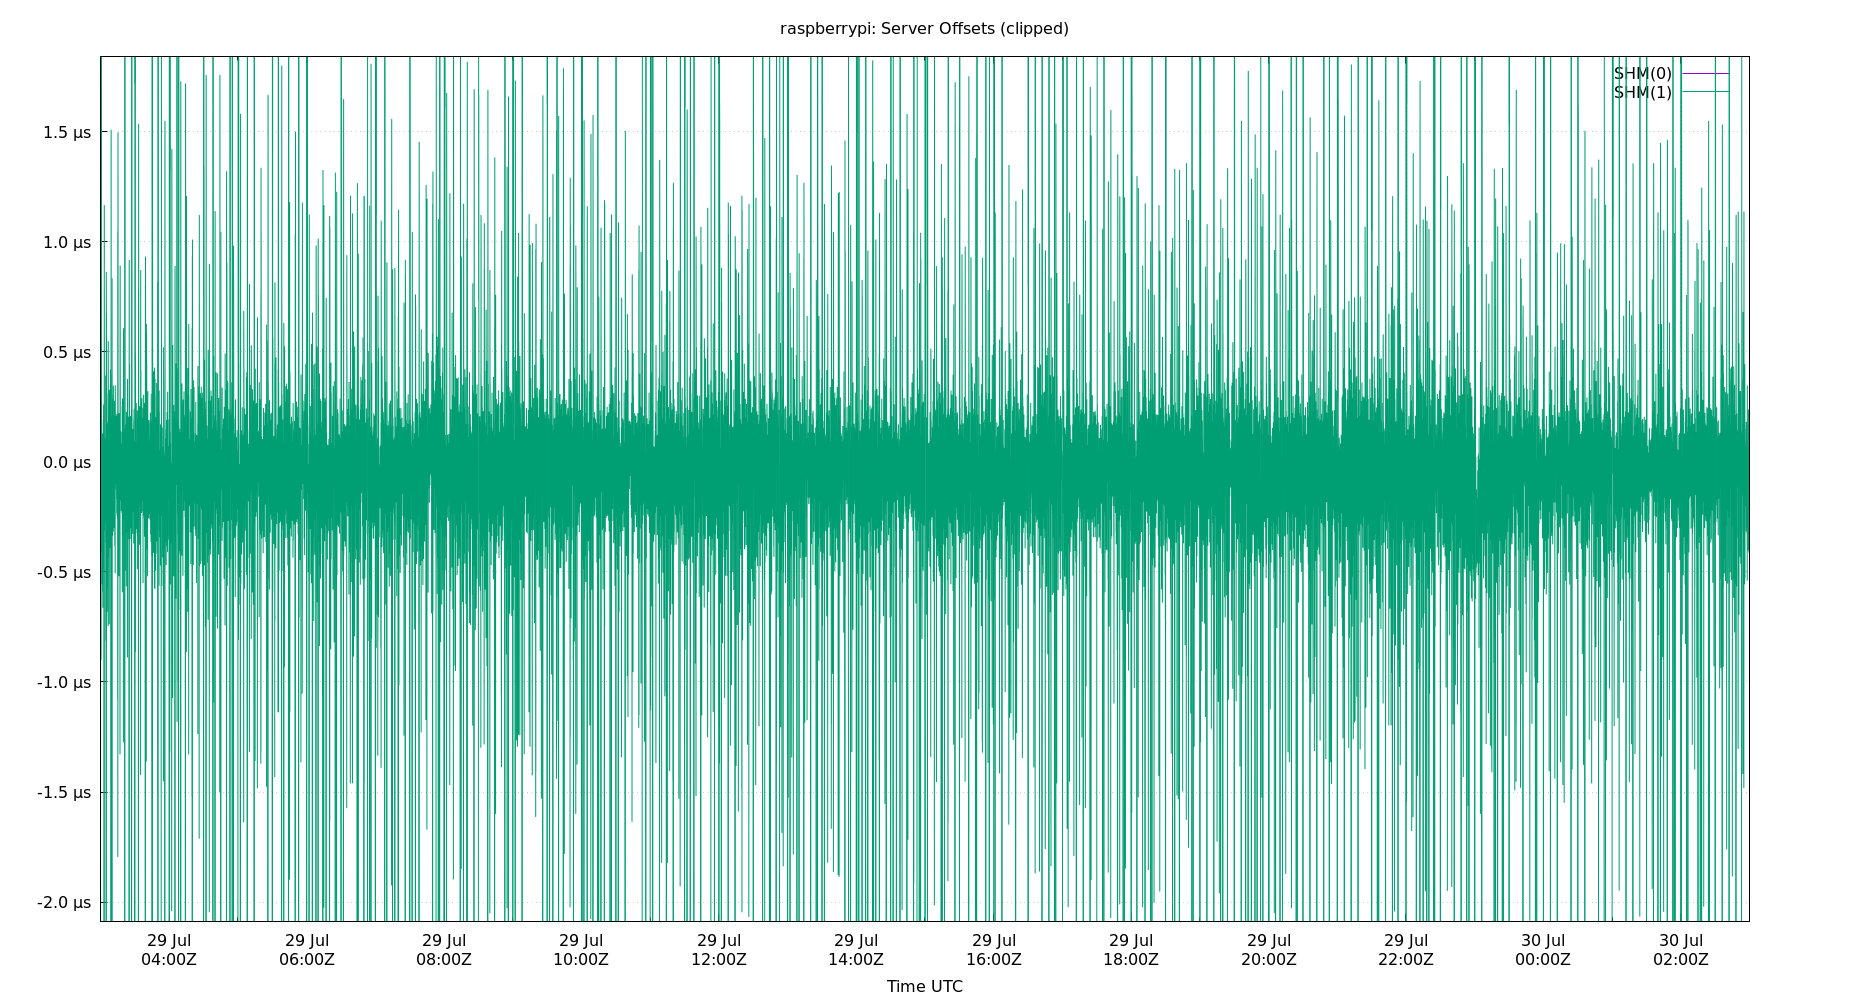 raspberrypi: Server Offsets (clipped)
SHM(0)
SHM(1)
1.5 µs
1.0 µs
0.5 µs
0.0 µs
-0.5 µs
-1.0 µs
-1.5 µs
-2.0 µs
29 Jul 29 Jul 29 Jul 29 Jul 29 Jul 29 Jul 29 Jul 29 Jul 29 Jul 29 Jul 30 Jul 30 Jul
04:00Z 06:00Z 08:00Z 10:00Z 12:00Z 14:00Z 16:00Z 18:00Z 20:00Z 22:00Z 00:00Z 02:00Z
Time UTC